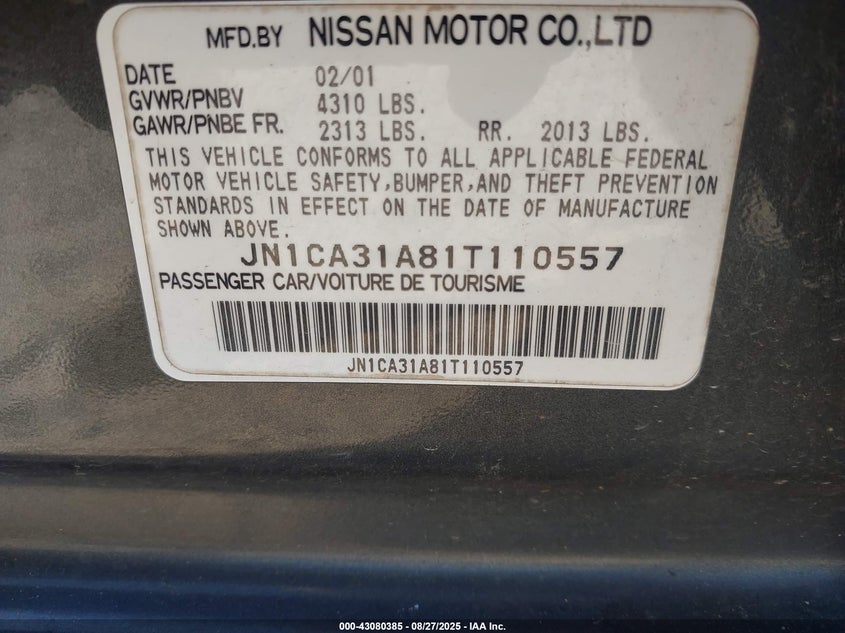 MFD.BY NISSAN MOTOR CO.,LTD
DATE 02/01
GVWR/PNBV 4310 LBS.
GAWR/PNBE FR. 2313 LBS. RR. 2013 LBS.
THIS VEHICLE CONFORMS TO ALL APPLICABLE FEDERAL
MOTOR VEHICLE SAFETY,BUMPER,AND THEFT PREVENTION
STANDARDS IN EFFECT ON THE DATE OF MANUFACTURE
SHOWN ABOVE.
JN1CA31A81T110557
PASSENGER CAR/VOITURE DE TOURISME
JN1CA31A81T110557
000-43080385 - 08/27/2025 - IAA Inc.